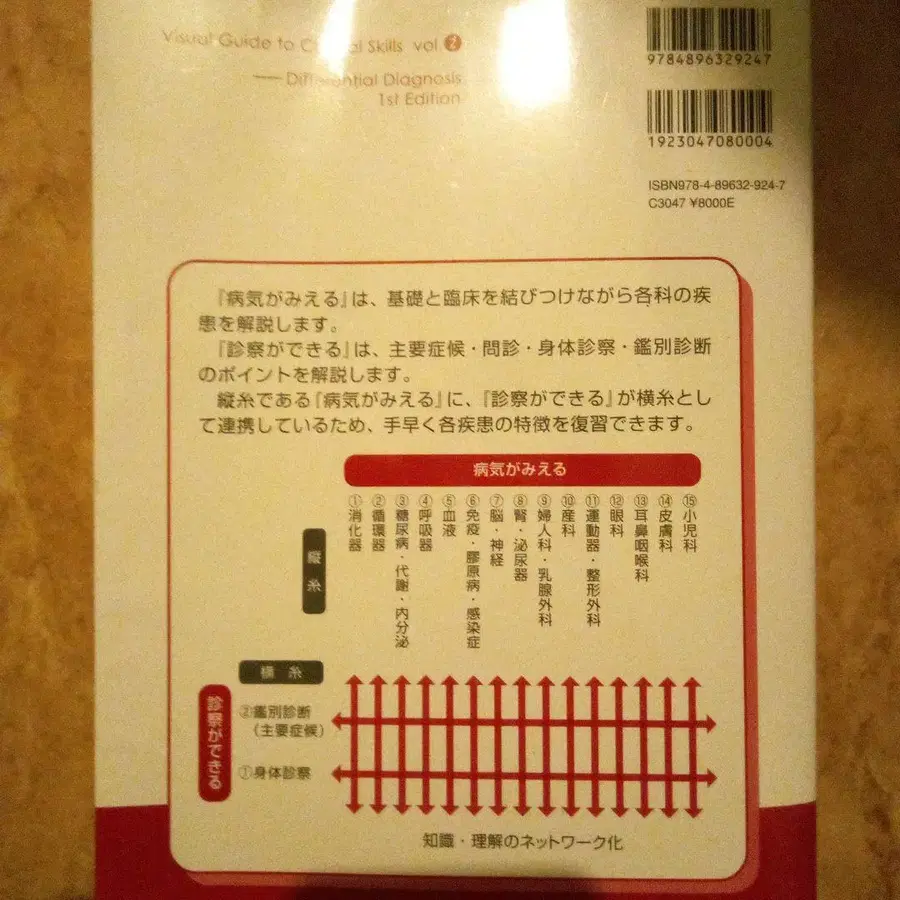 Visual Guide to C al Skills vol 2
Differential Diagnosis
1st Edition
9784896329247
1923047080004
ISBN978-4-89632-924-7
C3047 ¥8000E
『病気がみえる』は、基礎と臨床を結びつけながら各科の疾
患を解説します。
『診察ができる』は、主要症候・問診・身体診察・鑑別診断
のポイントを解説します。
縦糸である『病気がみえる』に、『診察ができる』が横糸とし
て連携しているため、手早く各疾患の特徴を復習できます。
病気がみえる
縦糸
①消化器
②循環器
③糖尿病・代謝・内分泌
④呼吸器
⑤血液
⑥免疫・膠原病・感染症
⑦脳・神経
⑧腎・泌尿器
⑨婦人科・乳腺外科
⑩産科
⑪運動器・整形外科
⑫眼科
⑬耳鼻咽喉科
⑭皮膚科
⑮小児科
横糸
診察ができる
②鑑別診断
(主要症候)
①身体診察
知識・理解のネットワーク化